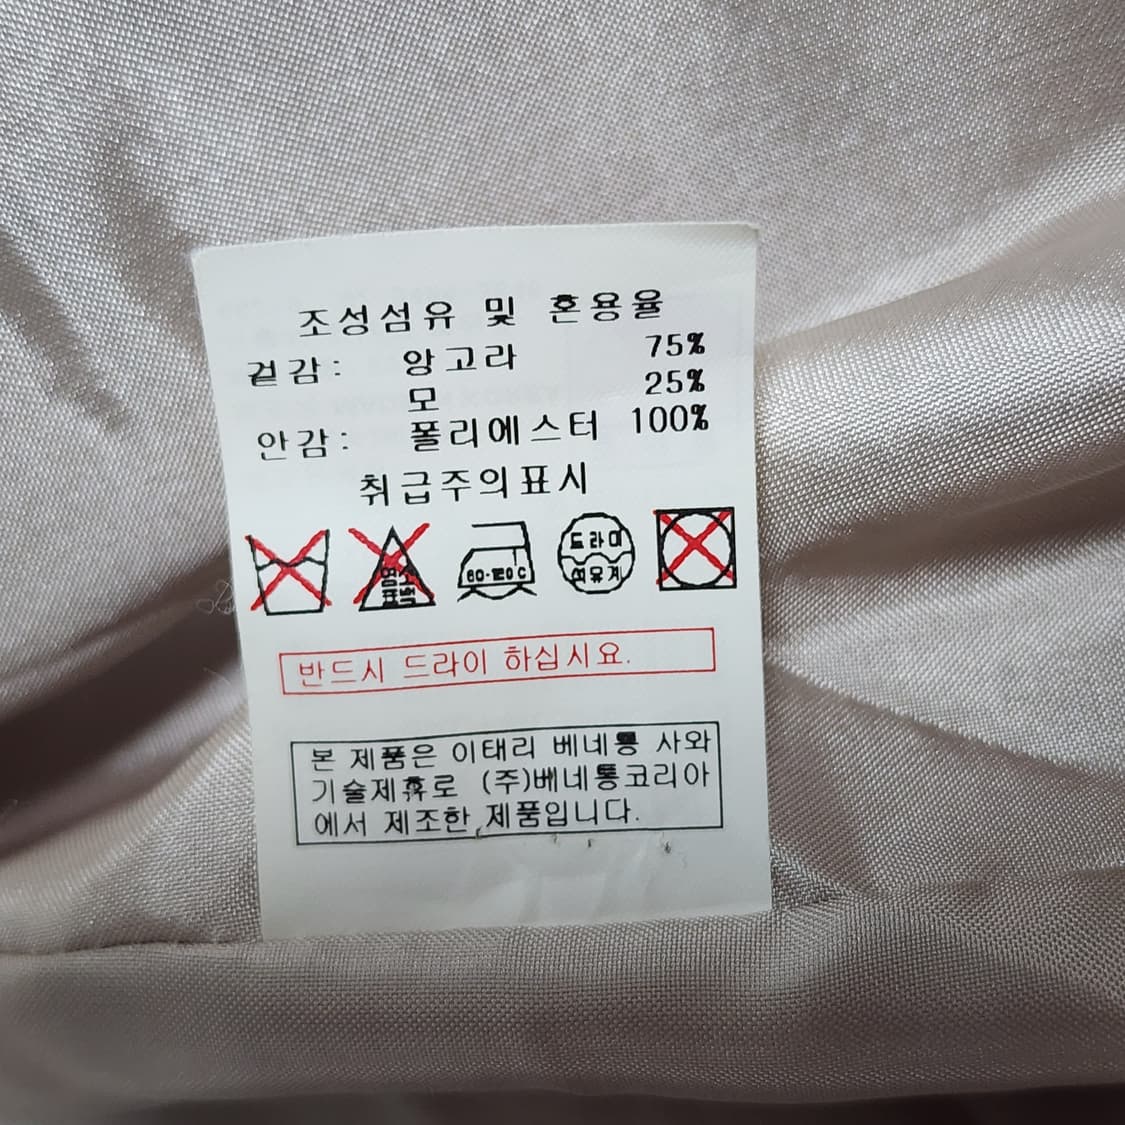 조성섬유 및 혼용율
겉감: 앙고라 75%
모 25%
안감: 폴리에스터 100%
취급주의표시
염소
표백
드라이
석유계
반드시 드라이 하십시요.
본 제품은 이태리 베네통 사와
기술제휴로 (주)베네통코리아
에서 제조한 제품입니다.